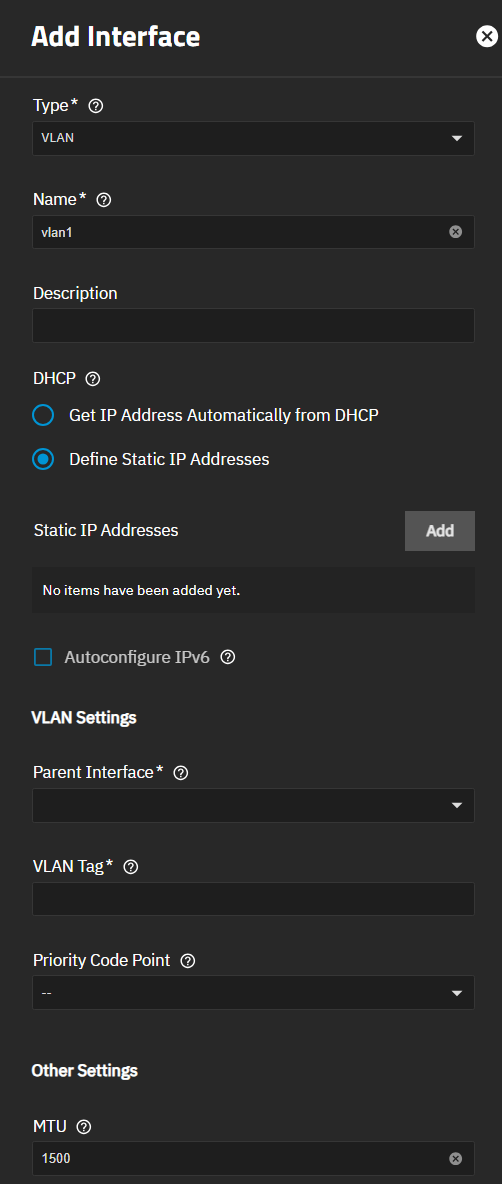 Add Interface
Type*
VLAN
Name*
vlan1
Description
DHCP
Get IP Address Automatically from DHCP
Define Static IP Addresses
Static IP Addresses
Add
No items have been added yet.
Autoconfigure IPv6
VLAN Settings
Parent Interface*
VLAN Tag*
Priority Code Point
--
Other Settings
MTU
1500